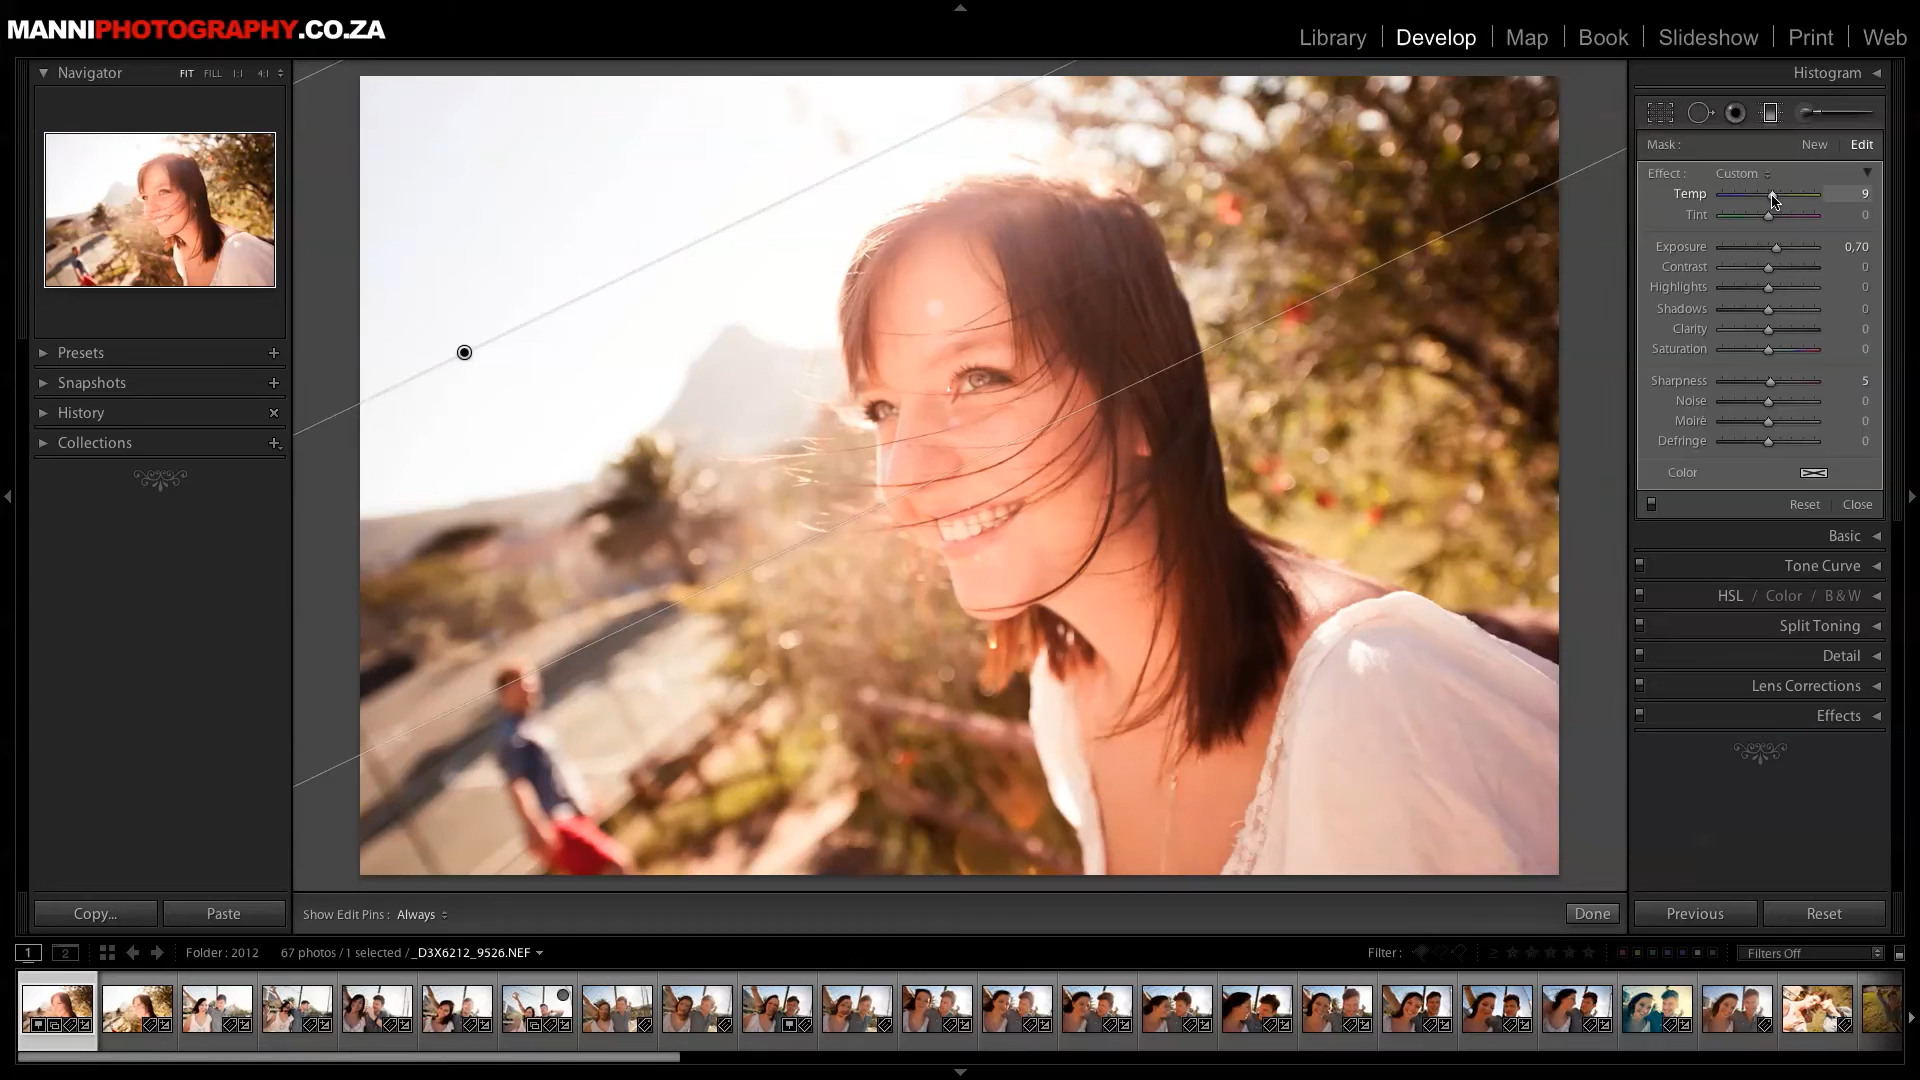 MANNIPHOTOGRAPHY.CO.ZA
Library | Develop | Map | Book | Slideshow | Print | Web
Navigator FIT FILL 1:1 4:1
Presets
Snapshots
History
Collections
Copy... Paste
Histogram
Mask : New | Edit
Effect : Custom
Temp 9
Tint 0
Exposure 0,70
Contrast 0
Highlights 0
Shadows 0
Clarity 0
Saturation 0
Sharpness 5
Noise 0
Moiré 0
Defringe 0
Color
Reset | Close
Basic
Tone Curve
HSL / Color / B & W
Split Toning
Detail
Lens Corrections
Effects
Show Edit Pins : Always
Done
Previous Reset
1 2 Folder : 2012 67 photos / 1 selected / _D3X6212_9526.NEF
Filter : Filters Off